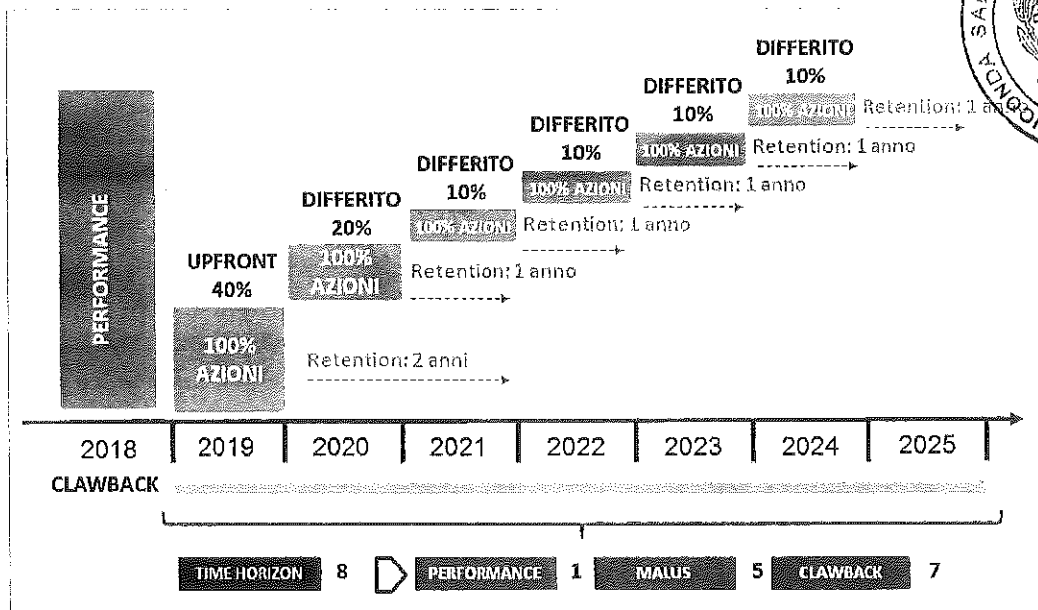 DIFFERITO
10%
100% AZIONI
Retention: 1 anno
DIFFERITO
10%
100% AZIONI
Retention: 1 anno
DIFFERITO
10%
100% AZIONI
Retention: 1 anno
DIFFERITO
10%
100% AZIONI
Retention: 1 anno
DIFFERITO
20%
100%
AZIONI
Retention: 1 anno
UPFRONT
40%
100%
AZIONI
Retention: 2 anni
PERFORMANCE
2018 2019 2020 2021 2022 2023 2024 2025
CLAWBACK
TIME HORIZON 8 PERFORMANCE 1 MALUS 5 CLAWBACK 7